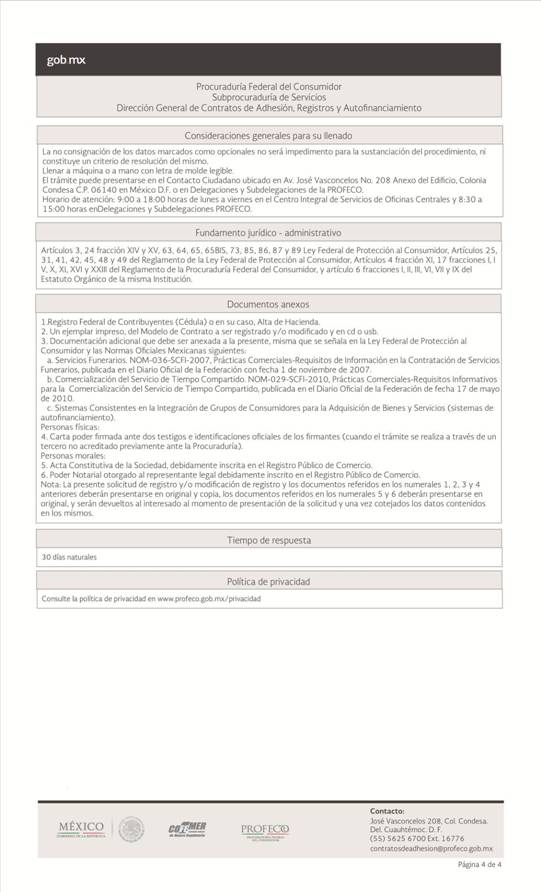 gob mx
Procuraduría Federal del Consumidor
Subprocuraduría de Servicios
Dirección General de Contratos de Adhesión, Registros y Autofinanciamiento
Consideraciones generales para su llenado
La no consignación de los datos marcados como opcionales no será impedimento para la sustanciación del procedimiento, ni
constituye un criterio de resolución del mismo.
Llenar a máquina o a mano con letra de molde legible.
El trámite puede presentarse en el Contacto Ciudadano ubicado en Av. José Vasconcelos No. 208 Anexo del Edificio, Colonia
Condesa C.P. 06140 en México D.F. o en Delegaciones y Subdelegaciones de la PROFECO.
Horario de atención: 9:00 a 18:00 horas de lunes a viernes en el Centro Integral de Servicios de Oficinas Centrales y 8:30 a
15:00 horas enDelegaciones y Subdelegaciones PROFECO.
Fundamento jurídico - administrativo
Artículos 3, 24 fracción XIV y XV, 63, 64, 65, 65BIS, 73, 85, 86, 87 y 89 Ley Federal de Protección al Consumidor, Artículos 25,
31, 41, 42, 45, 48 y 49 del Reglamento de la Ley Federal de Protección al Consumidor, Artículos 4 fracción XI, 17 fracciones I, I
V, X, XI, XVI y XXIII del Reglamento de la Procuraduría Federal del Consumidor, y artículo 6 fracciones I, II, III, VI, VII y IX del
Estatuto Orgánico de la misma Institución.
Documentos anexos
1.Registro Federal de Contribuyentes (Cédula) o en su caso, Alta de Hacienda.
2. Un ejemplar impreso, del Modelo de Contrato a ser registrado y/o modificado y en cd o usb.
3. Documentación adicional que debe ser anexada a la presente, misma que se señala en la Ley Federal de Protección al
Consumidor y las Normas Oficiales Mexicanas siguientes:
a. Servicios Funerarios. NOM-036-SCFI-2007, Prácticas Comerciales-Requisitos de Información en la Contratación de Servicios
Funerarios, publicada en el Diario Oficial de la Federación con fecha 1 de noviembre de 2007.
b. Comercialización del Servicio de Tiempo Compartido. NOM-029-SCFI-2010, Prácticas Comerciales-Requisitos Informativos
para la Comercialización del Servicio de Tiempo Compartido, publicada en el Diario Oficial de la Federación de fecha 17 de mayo
de 2010.
c. Sistemas Consistentes en la Integración de Grupos de Consumidores para la Adquisición de Bienes y Servicios (sistemas de
autofinanciamiento).
Personas físicas:
4. Carta poder firmada ante dos testigos e identificaciones oficiales de los firmantes (cuando el trámite se realiza a través de un
tercero no acreditado previamente ante la Procuraduría).
Personas morales:
5. Acta Constitutiva de la Sociedad, debidamente inscrita en el Registro Público de Comercio.
6. Poder Notarial otorgado al representante legal debidamente inscrito en el Registro Público de Comercio.
Nota: La presente solicitud de registro y/o modificación de registro y los documentos referidos en los numerales 1, 2, 3 y 4
anteriores deberán presentarse en original y copia, los documentos referidos en los numerales 5 y 6 deberán presentarse en
original, y serán devueltos al interesado al momento de presentación de la solicitud y una vez cotejados los datos contenidos
en los mismos.
Tiempo de respuesta
30 días naturales
Política de privacidad
Consulte la política de privacidad en www.profeco.gob.mx/privacidad
MÉXICO
GOBIERNO DE LA REPÚBLICA
COFEMER
PROFECO
Contacto:
José Vasconcelos 208, Col. Condesa.
Del. Cuauhtémoc. D. F.
(55) 5625 6700 Ext. 16776
contratosdeadhesion@profeco.gob.mx
Página 4 de 4